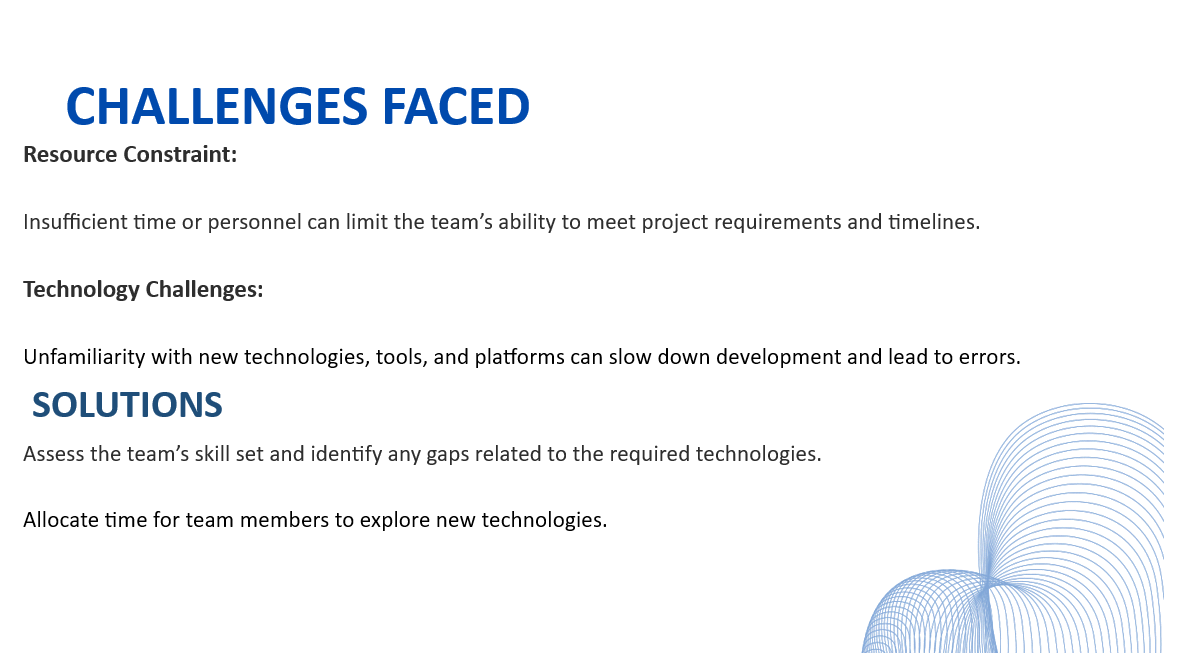 CHALLENGES FACED
Resource Constraint:
Insufficient time or personnel can limit the team’s ability to meet project requirements and timelines.
Technology Challenges:
Unfamiliarity with new technologies, tools, and platforms can slow down development and lead to errors.
SOLUTIONS
Assess the team’s skill set and identify any gaps related to the required technologies.
Allocate time for team members to explore new technologies.